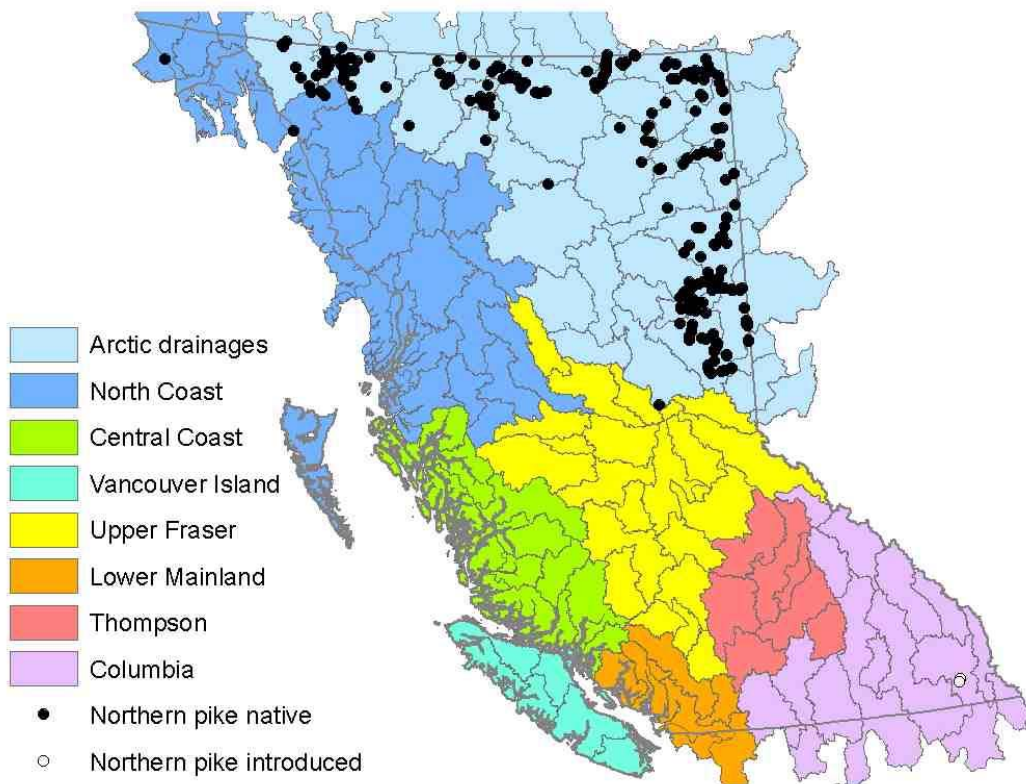 Arctic drainages
North Coast
Central Coast
Vancouver Island
Upper Fraser
Lower Mainland
Thompson
Columbia
Northern pike native
Northern pike introduced